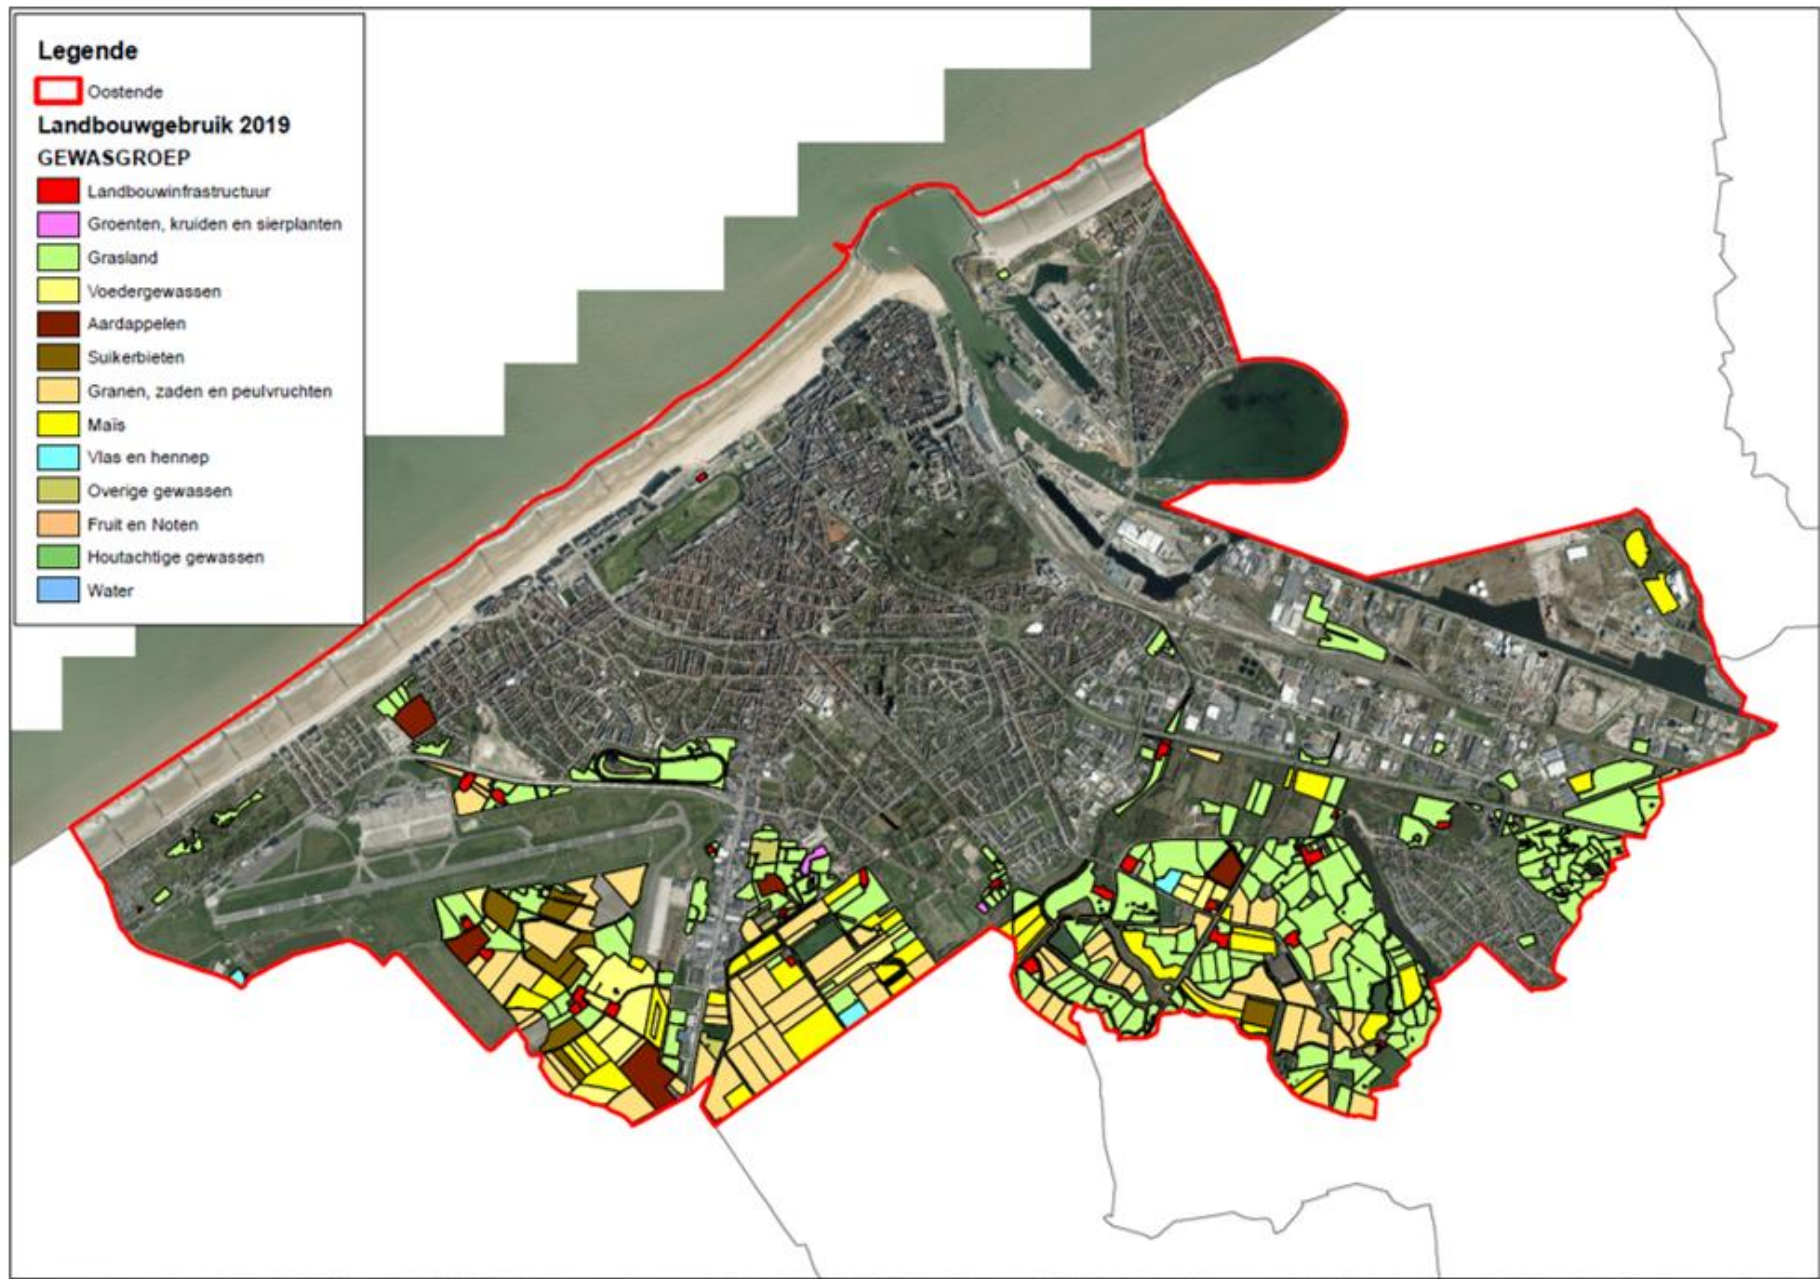 Legende
Oostende
Landbouwgebruik 2019
GEWASGROEP
Landbouwinfrastructuur
Groenten, kruiden en sierplanten
Grasland
Voedergewassen
Aardappelen
Suikerbieten
Granen, zaden en peulvruchten
Maïs
Vlas en hennep
Overige gewassen
Fruit en Noten
Houtachtige gewassen
Water